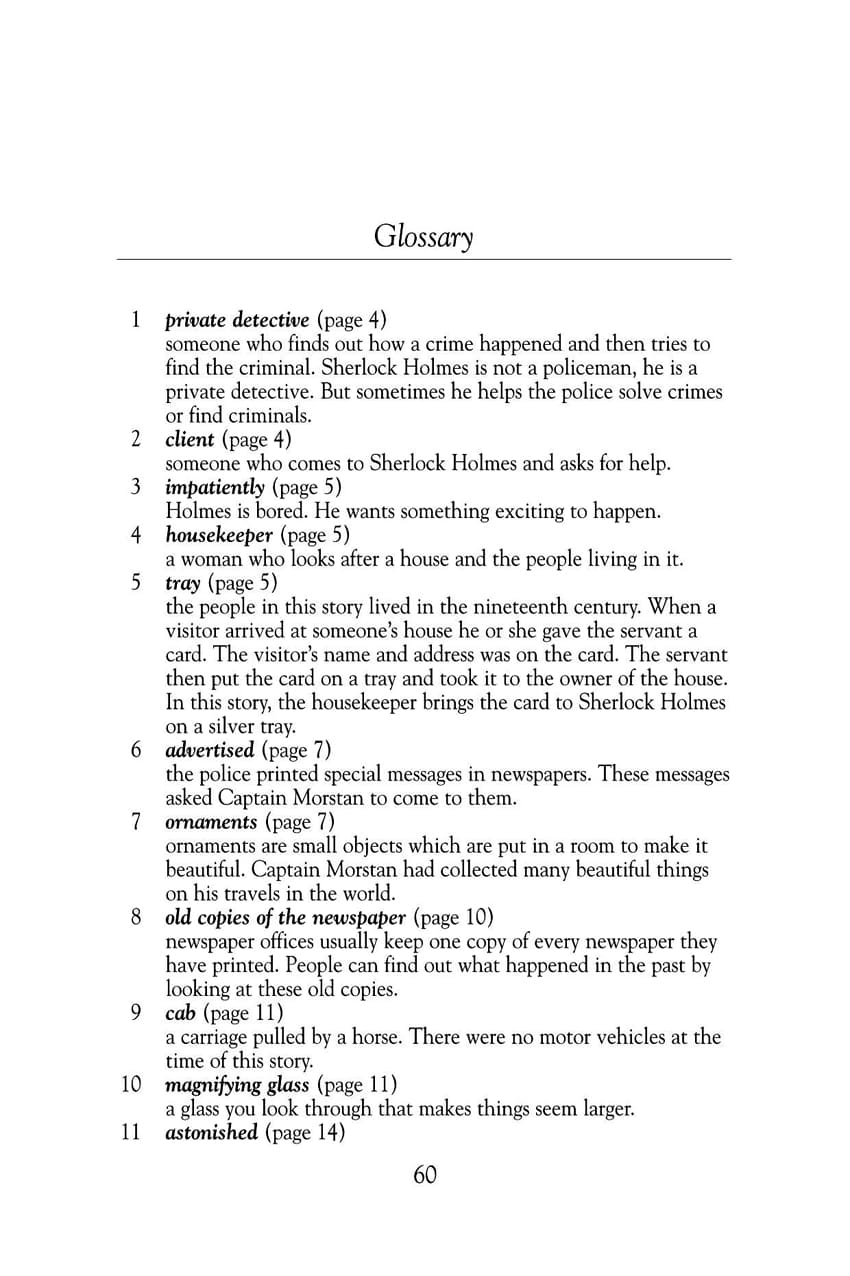 Glossary
1 private detective (page 4)
someone who finds out how a crime happened and then tries to
find the criminal. Sherlock Holmes is not a policeman, he is a
private detective. But sometimes he helps the police solve crimes
or find criminals.
2 client (page 4)
someone who comes to Sherlock Holmes and asks for help.
3 impatiently (page 5)
Holmes is bored. He wants something exciting to happen.
4 housekeeper (page 5)
a woman who looks after a house and the people living in it.
5 tray (page 5)
the people in this story lived in the nineteenth century. When a
visitor arrived at someone’s house he or she gave the servant a
card. The visitor’s name and address was on the card. The servant
then put the card on a tray and took it to the owner of the house.
In this story, the housekeeper brings the card to Sherlock Holmes
on a silver tray.
6 advertised (page 7)
the police printed special messages in newspapers. These messages
asked Captain Morstan to come to them.
7 ornaments (page 7)
ornaments are small objects which are put in a room to make it
beautiful. Captain Morstan had collected many beautiful things
on his travels in the world.
8 old copies of the newspaper (page 10)
newspaper offices usually keep one copy of every newspaper they
have printed. People can find out what happened in the past by
looking at these old copies.
9 cab (page 11)
a carriage pulled by a horse. There were no motor vehicles at the
time of this story.
10 magnifying glass (page 11)
a glass you look through that makes things seem larger.
11 astonished (page 14)
60